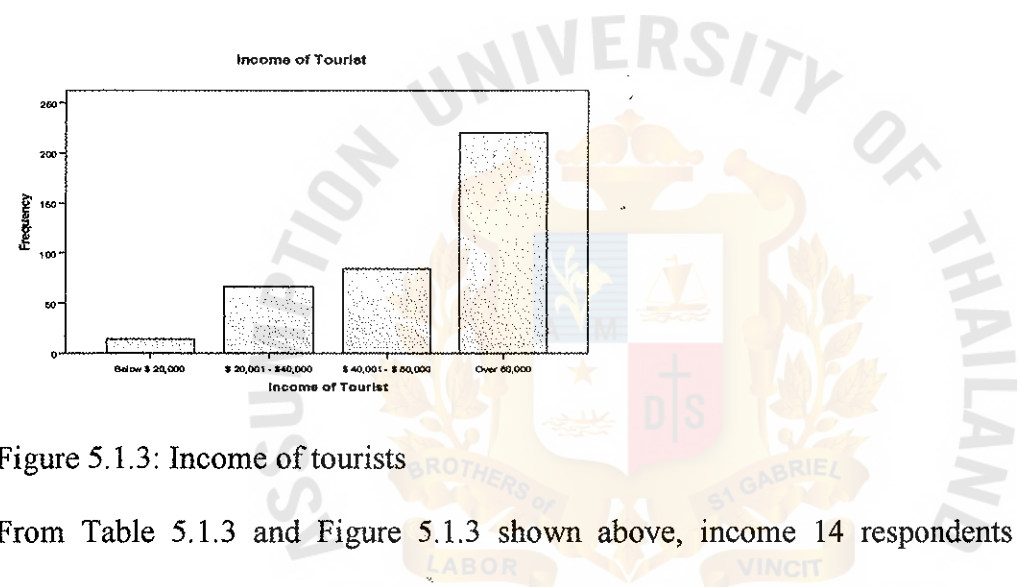 Income of Tourist
250
200
150
100
50
0
Frequency
Below $ 20,000
$ 20,001 - $40,000
$ 40,001 - $ 60,000
Over 60,000
Income of Tourist
Figure 5.1.3: Income of tourists
From Table 5.1.3 and Figure 5.1.3 shown above, income 14 respondents
ASSUMPTION UNIVERSITY OF THAILAND
A M
D S
BROTHERS of
ST GABRIEL
LABOR
VINCIT